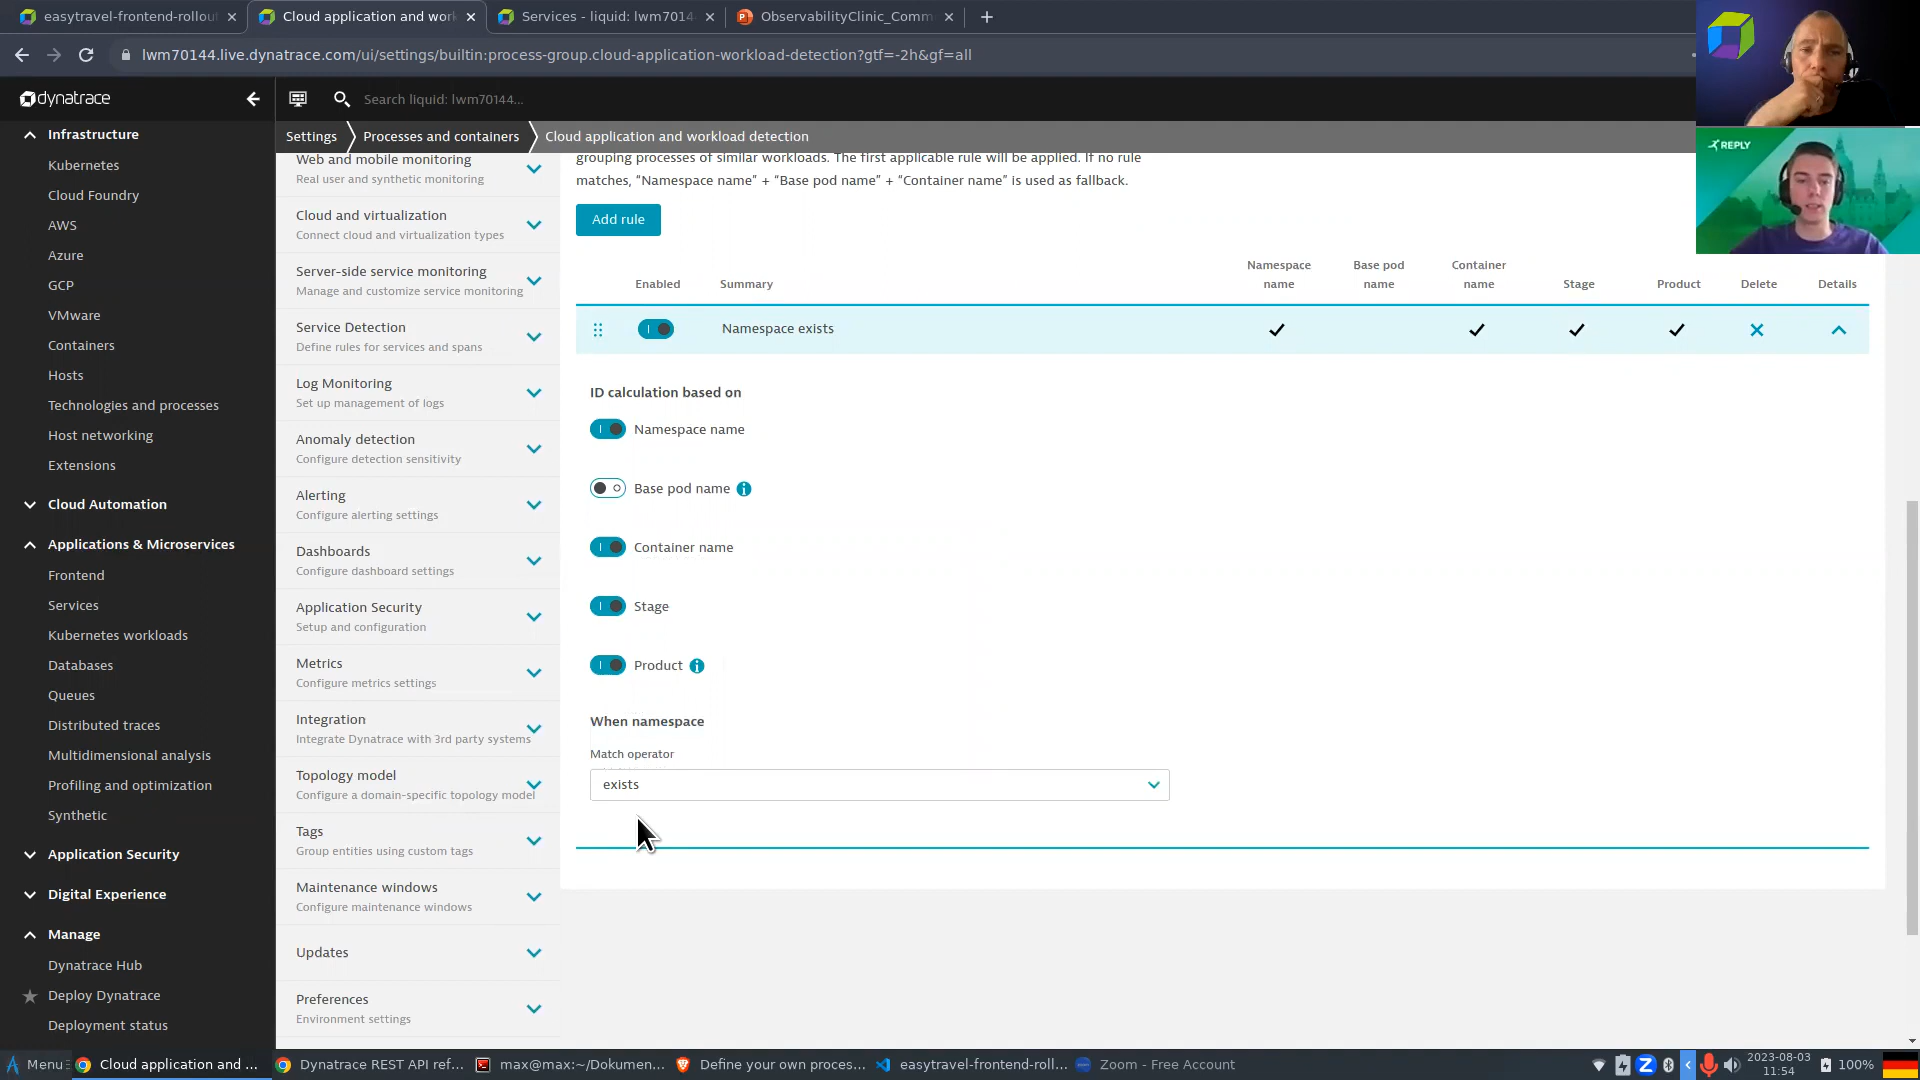 easytravel-frontend-rollou
Cloud application and wor
Services - liquid: lwm7014
ObservabilityClinic_Comm
lwm70144.live.dynatrace.com/ui/settings/builtin:process-group.cloud-application-workload-detection?gtf=-2h&gf=all
dynatrace
Search liquid: lwm70144...
Settings
Processes and containers
Cloud application and workload detection
REPLY
Infrastructure
Kubernetes
Cloud Foundry
AWS
Azure
GCP
VMware
Containers
Hosts
Technologies and processes
Host networking
Extensions
Cloud Automation
Applications & Microservices
Frontend
Services
Kubernetes workloads
Databases
Queues
Distributed traces
Multidimensional analysis
Profiling and optimization
Synthetic
Application Security
Digital Experience
Manage
Dynatrace Hub
Deploy Dynatrace
Deployment status
Web and mobile monitoring
Real user and synthetic monitoring
Cloud and virtualization
Connect cloud and virtualization types
Server-side service monitoring
Manage and customize service monitoring
Service Detection
Define rules for services and spans
Log Monitoring
Set up management of logs
Anomaly detection
Configure detection sensitivity
Alerting
Configure alerting settings
Dashboards
Configure dashboard settings
Application Security
Setup and configuration
Metrics
Configure metrics settings
Integration
Integrate Dynatrace with 3rd party systems
Topology model
Configure a domain-specific topology model
Tags
Group entities using custom tags
Maintenance windows
Configure maintenance windows
Updates
Preferences
Environment settings
grouping processes of similar workloads. The first applicable rule will be applied. If no rule
matches, “Namespace name” + “Base pod name” + “Container name” is used as fallback.
Add rule
Enabled
Summary
Namespace name
Base pod name
Container name
Stage
Product
Delete
Details
Namespace exists
ID calculation based on
Namespace name
Base pod name
Container name
Stage
Product
When namespace
Match operator
exists
Menu
Cloud application and ...
Dynatrace REST API ref...
max@max:~/Dokumen...
Define your own proces...
easytravel-frontend-roll...
Zoom - Free Account
2023-08-03
11:54
100%